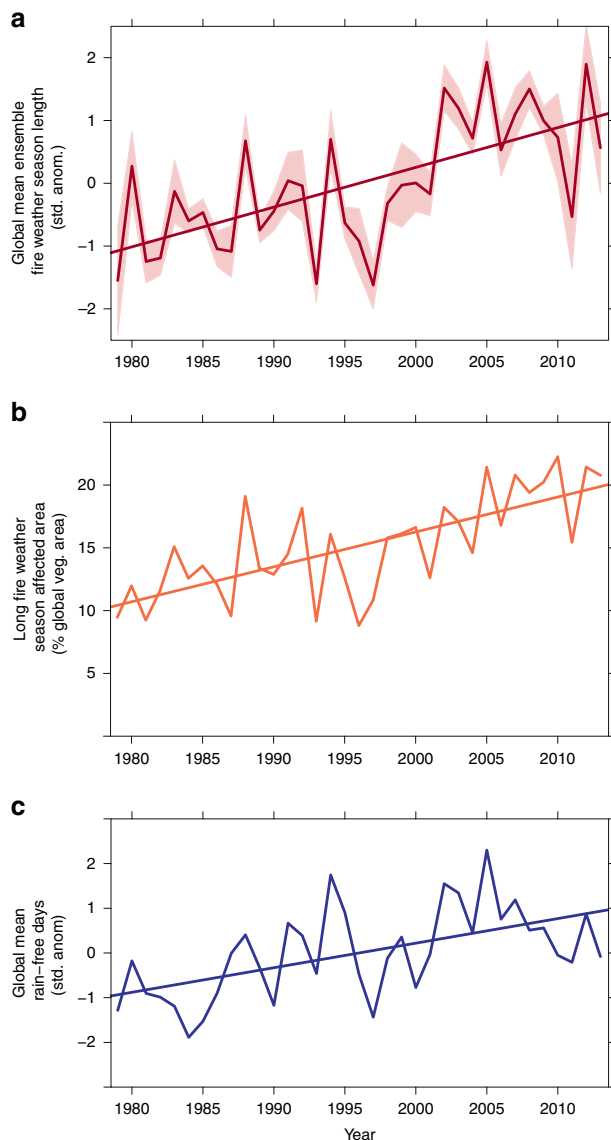 a
Global mean ensemble
fire weather season length
(std. anom.)
2
1
0
−1
−2
1980 1985 1990 1995 2000 2005 2010
b
Long fire weather
season affected area
(% global veg. area)
20
15
10
5
1980 1985 1990 1995 2000 2005 2010
c
Global mean
rain−free days
(std. anom)
2
1
0
−1
−2
1980 1985 1990 1995 2000 2005 2010
Year